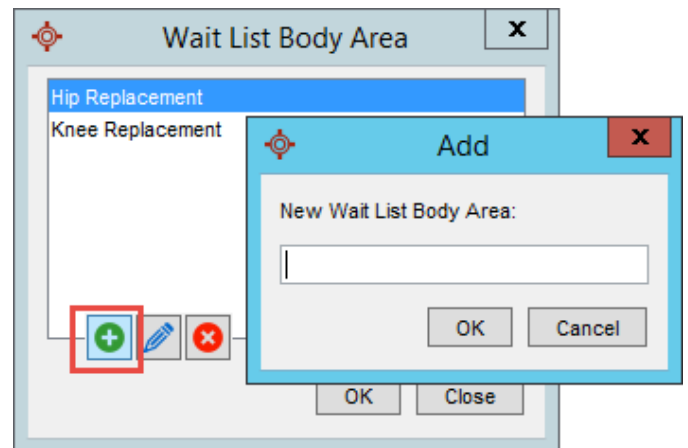 Wait List Body Area
x
Hip Replacement
Knee Replacement
Add
x
New Wait List Body Area:
OK
Cancel
OK
Close